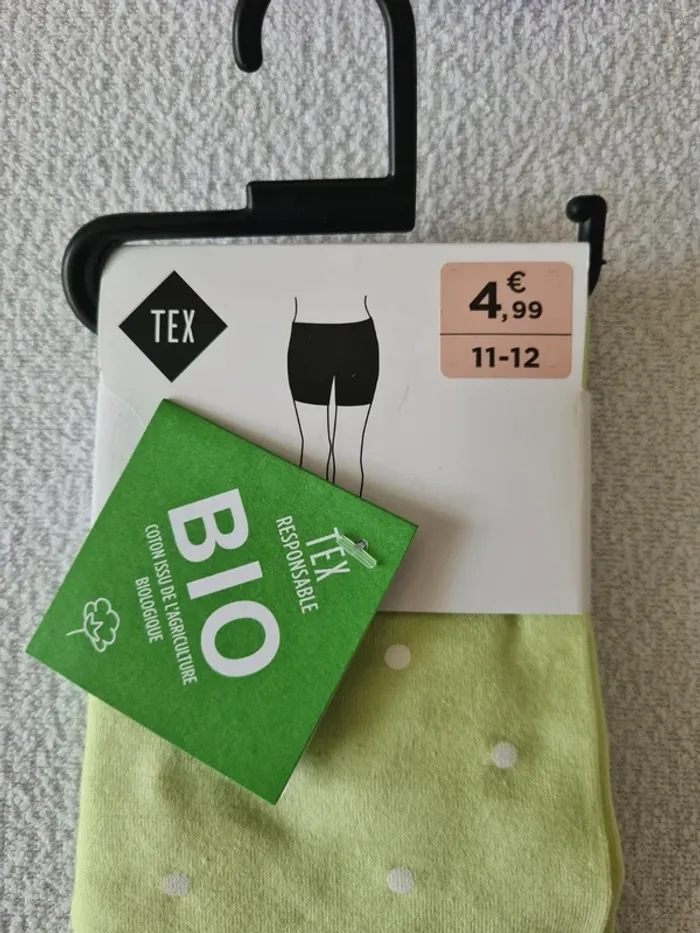 TEX
4,99 €
11-12
TEX
RESPONSABLE
BIO
COTON ISSU DE L'AGRICULTURE
BIOLOGIQUE